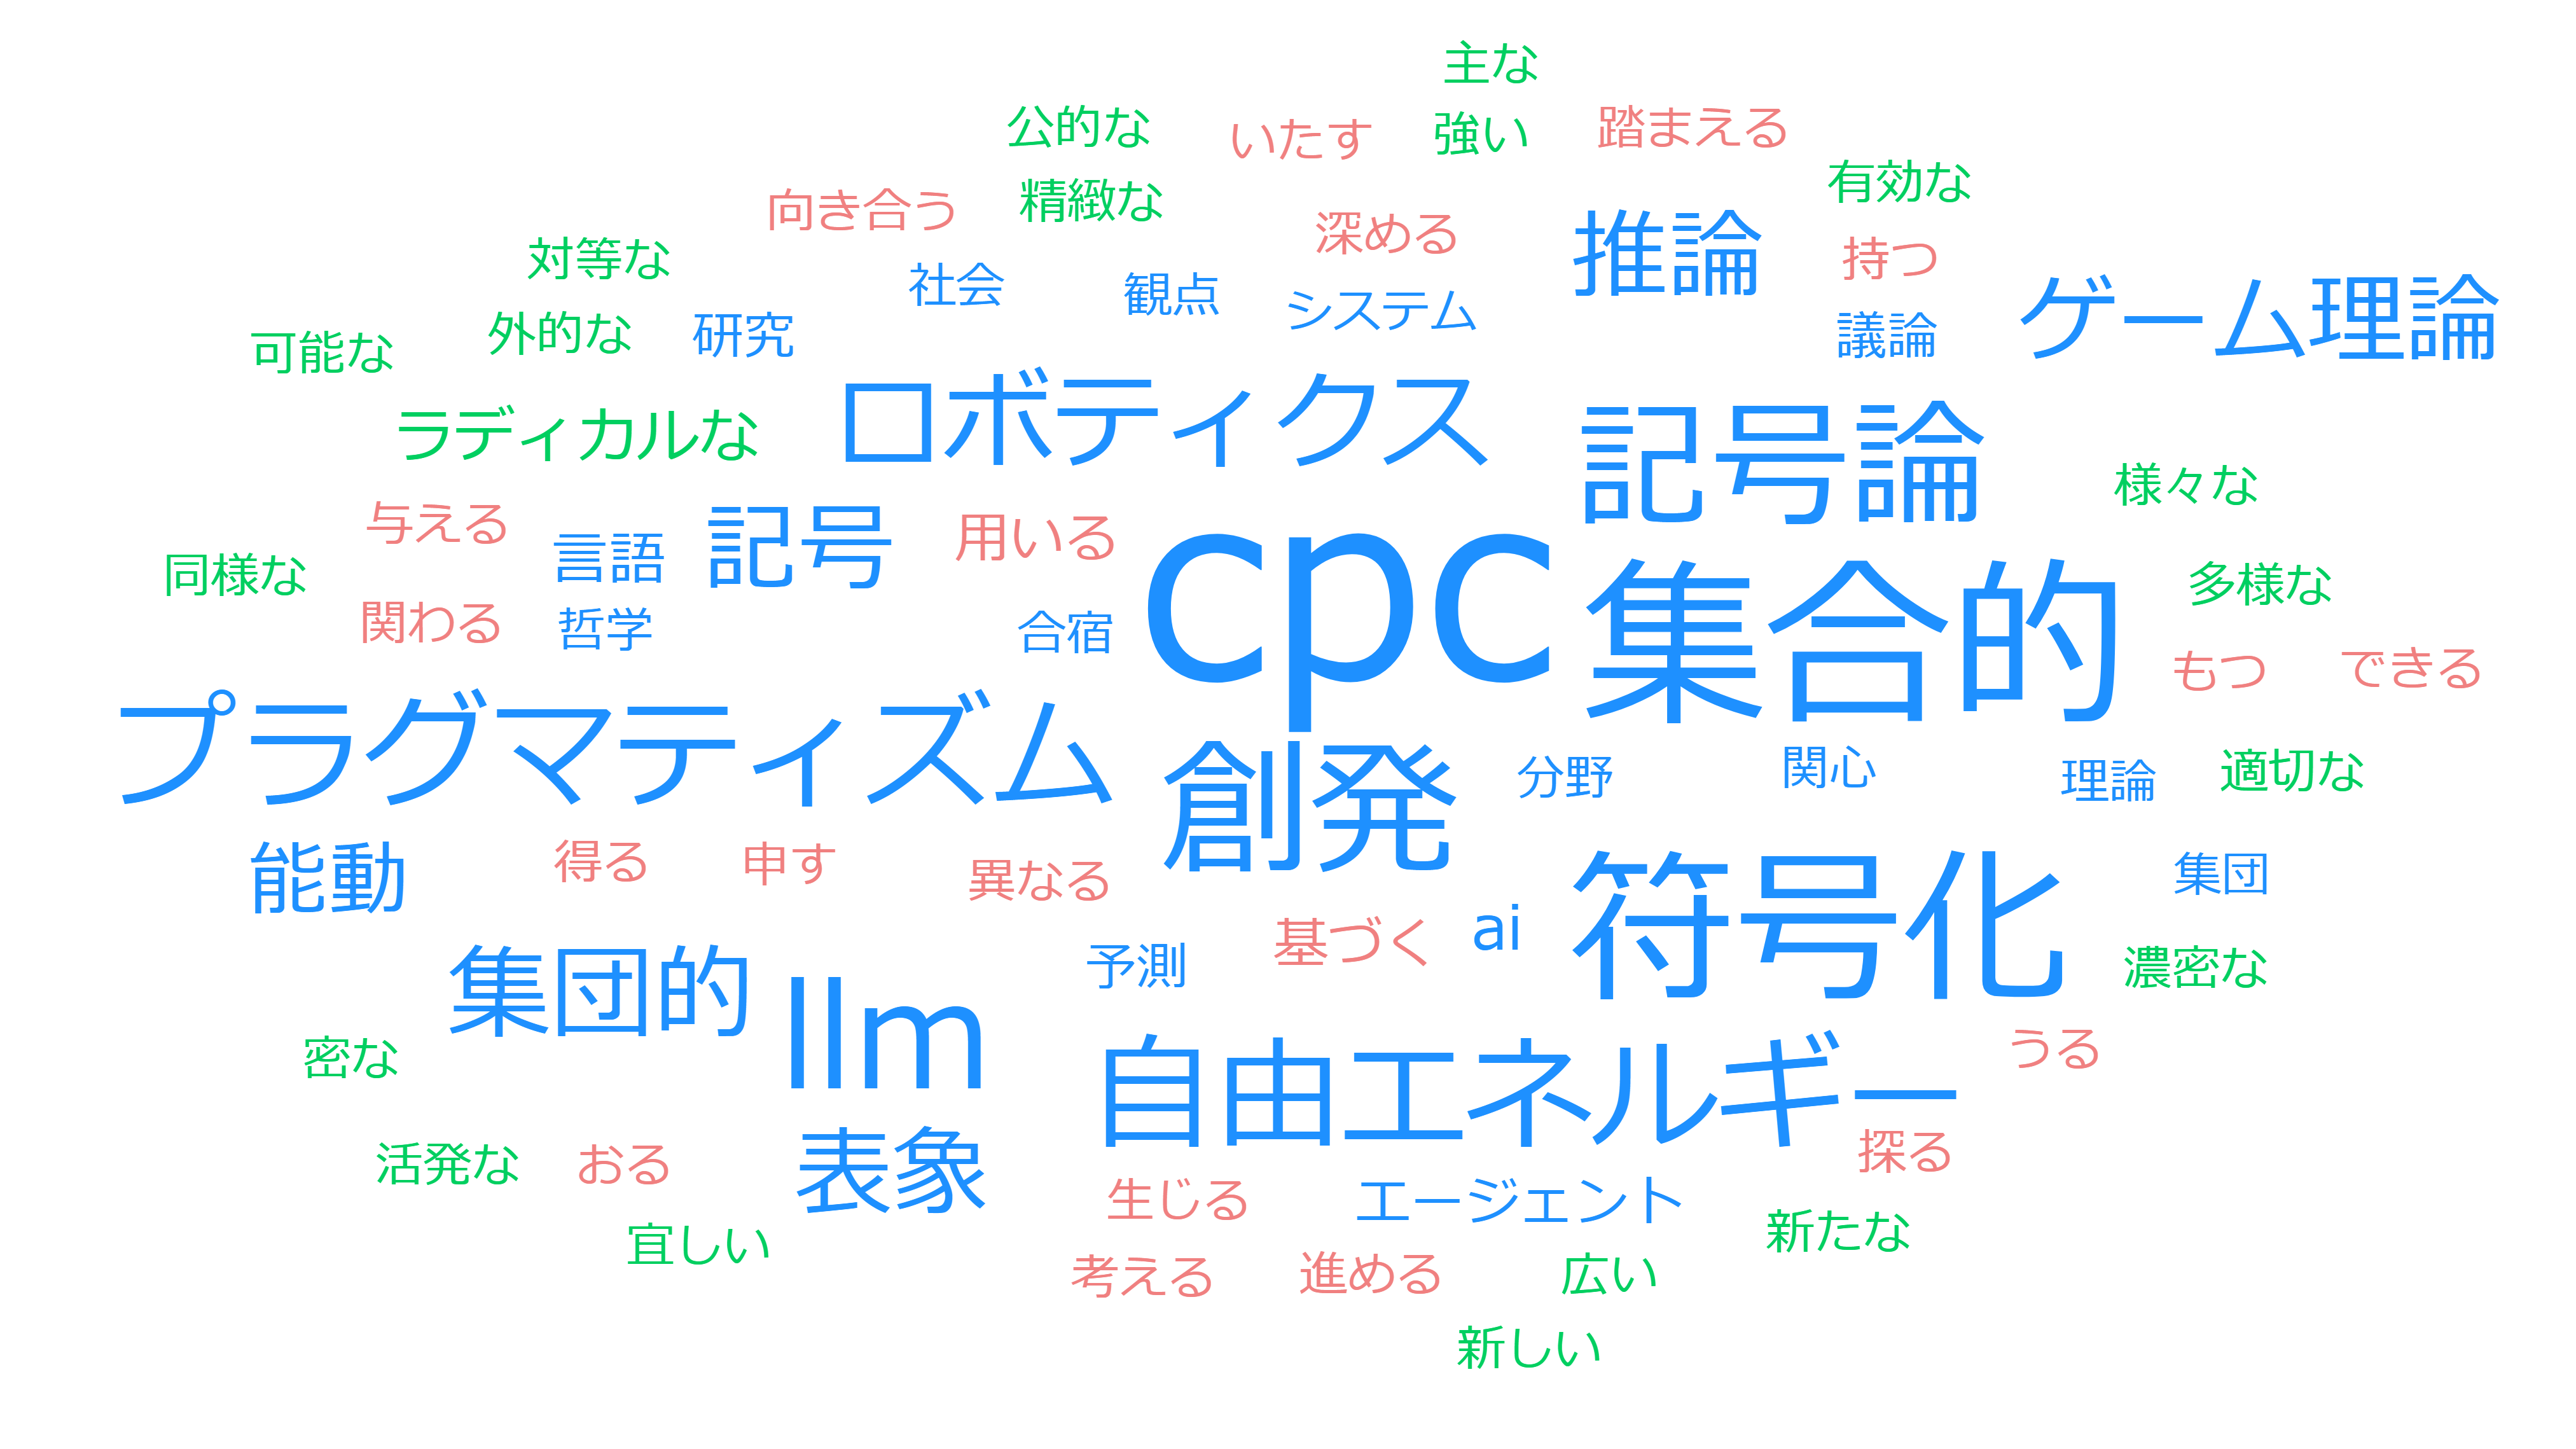 主な
公的な
いたす
強い
踏まえる
有効な
向き合う
精緻な
深める
推論
持つ
対等な
社会
観点
システム
ゲーム理論
可能な
外的な
研究
議論
ラディカルな
ロボティクス
記号論
様々な
与える
言語
記号
用いる
cpc
同様な
関わる
哲学
合宿
集合的
多様な
もつ
できる
プラグマティズム
創発
分野
関心
理論
適切な
能動
得る
申す
異なる
符号化
集団
基づく
ai
予測
集団的
llm
濃密な
密な
自由エネルギー
うる
活発な
おる
表象
生じる
エージェント
探る
宜しい
新たな
考える
進める
広い
新しい